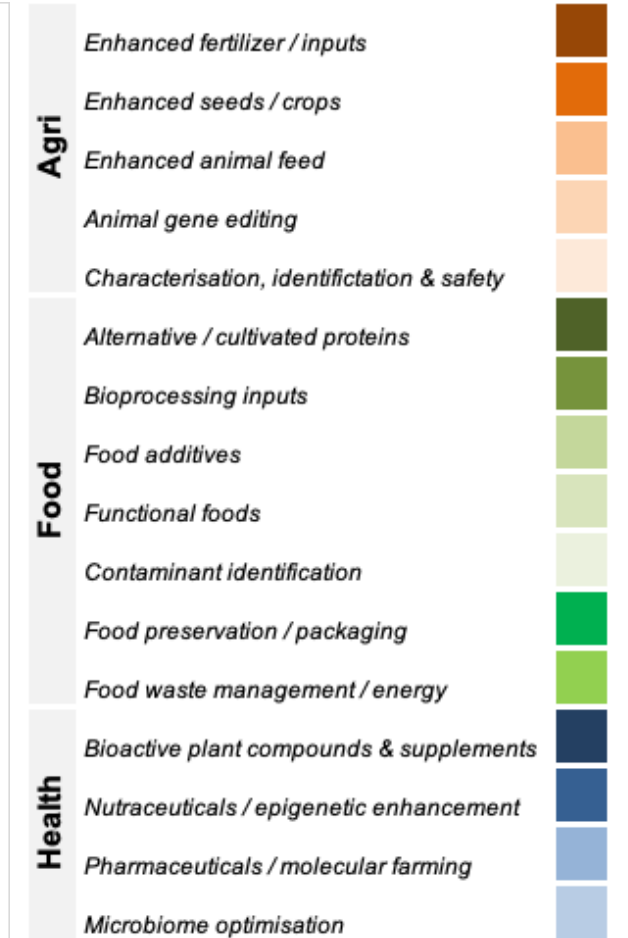 Agri
Enhanced fertilizer / inputs
Enhanced seeds / crops
Enhanced animal feed
Animal gene editing
Characterisation, identifictation & safety
Food
Alternative / cultivated proteins
Bioprocessing inputs
Food additives
Functional foods
Contaminant identification
Food preservation / packaging
Food waste management / energy
Health
Bioactive plant compounds & supplements
Nutraceuticals / epigenetic enhancement
Pharmaceuticals / molecular farming
Microbiome optimisation